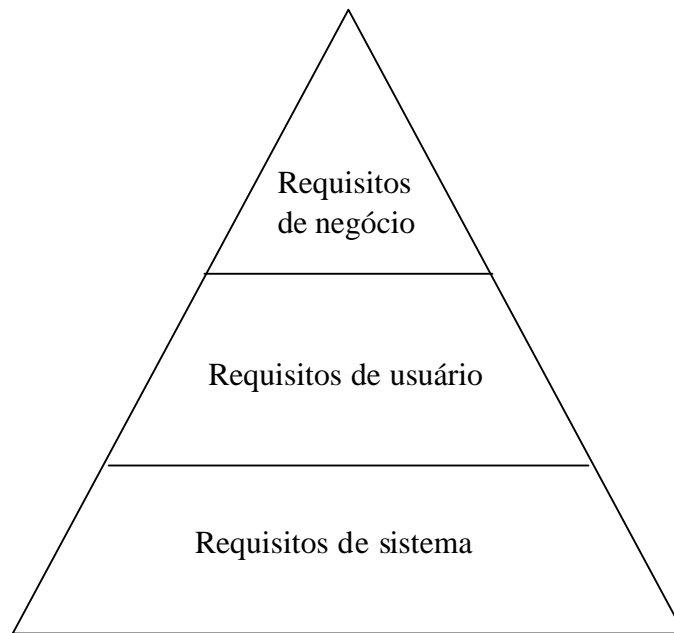 Requisitos
de negócio
Requisitos de usuário
Requisitos de sistema